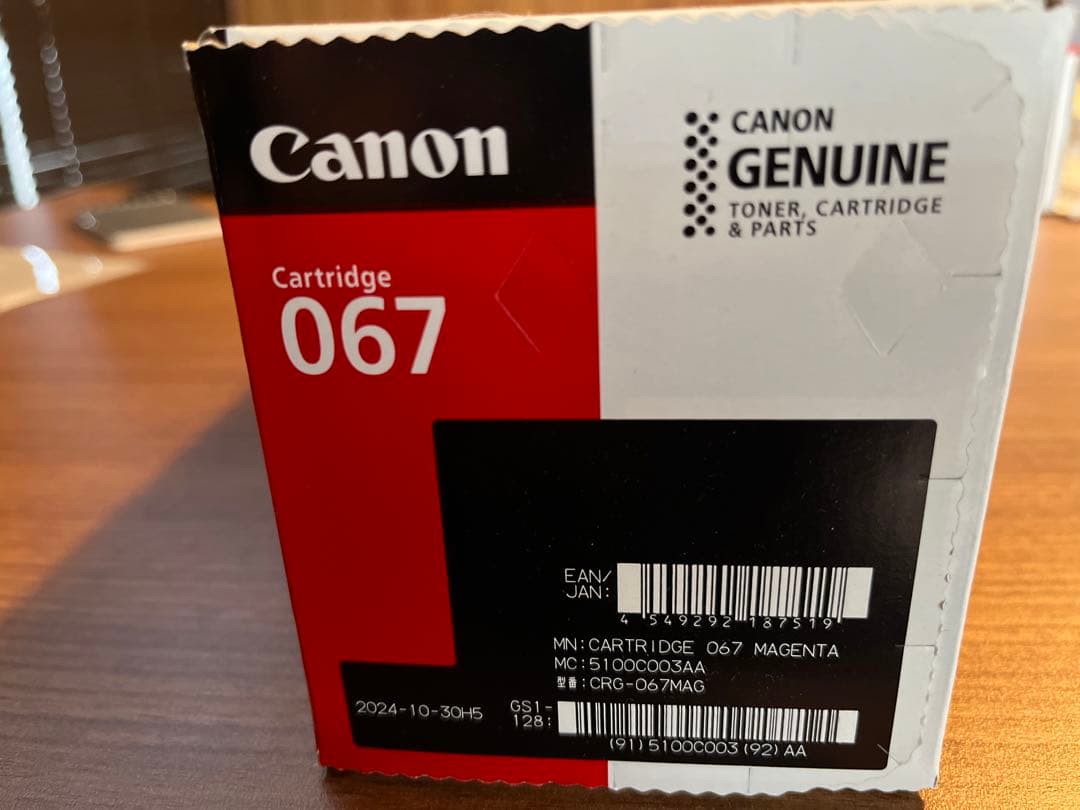 Canon
CANON
GENUINE
TONER, CARTRIDGE
& PARTS
Cartridge
067
EAN/
JAN:
4 549292 187519
MN:CARTRIDGE 067 MAGENTA
MC:5100C003AA
型番:CRG-067MAG
2024-10-30H5
GS1-
128:
(91)5100C003(92)AA